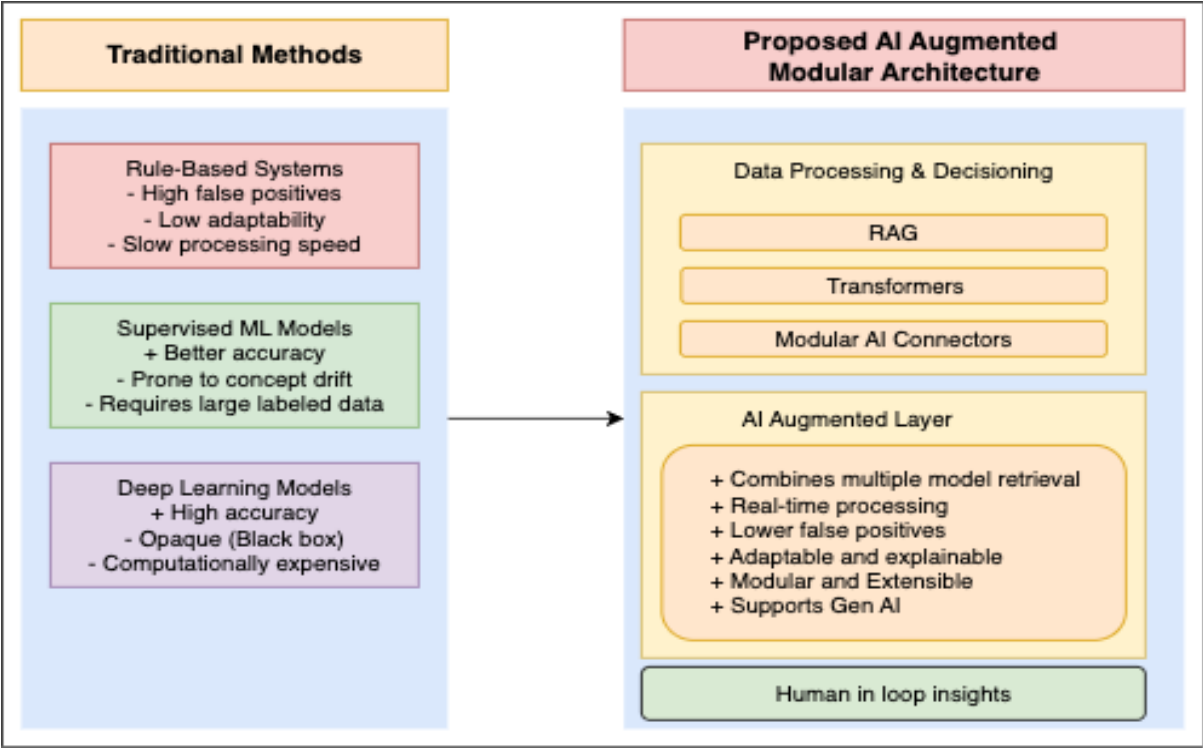 Traditional Methods
Rule-Based Systems
- High false positives
- Low adaptability
- Slow processing speed
Supervised ML Models
+ Better accuracy
- Prone to concept drift
- Requires large labeled data
Deep Learning Models
+ High accuracy
- Opaque (Black box)
- Computationally expensive
Proposed AI Augmented
Modular Architecture
Data Processing & Decisioning
RAG
Transformers
Modular AI Connectors
AI Augmented Layer
+ Combines multiple model retrieval
+ Real-time processing
+ Lower false positives
+ Adaptable and explainable
+ Modular and Extensible
+ Supports Gen AI
Human in loop insights